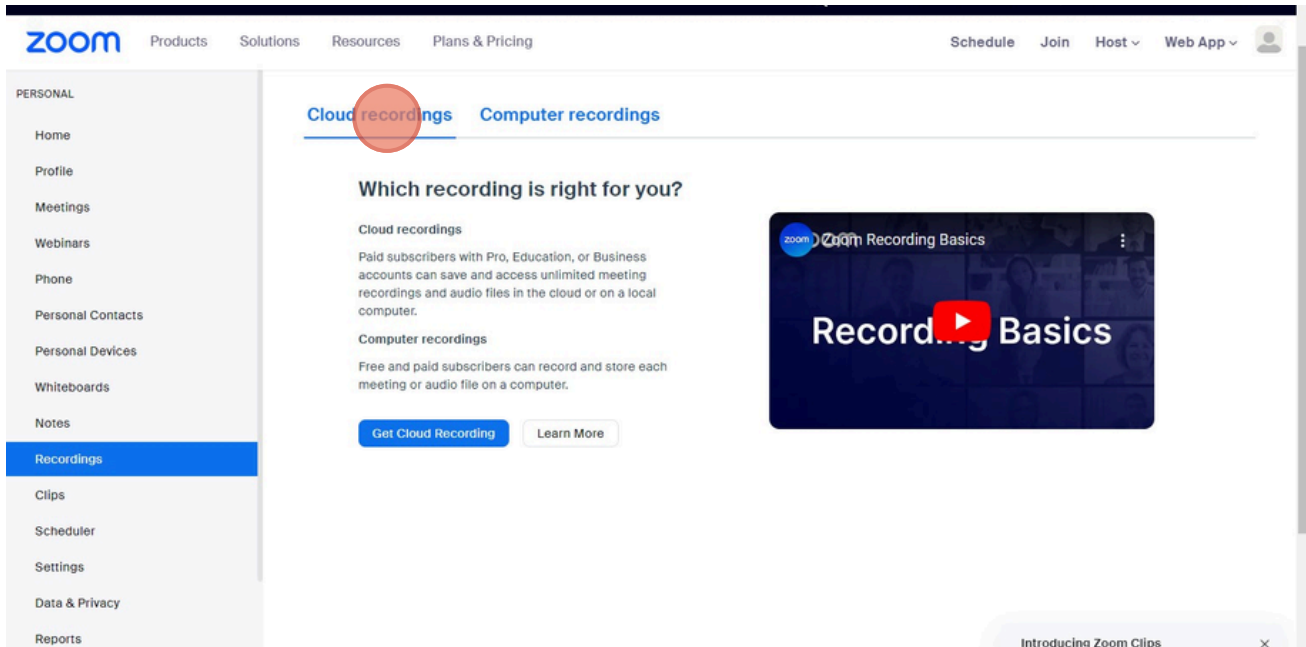 zoom Products Solutions Resources Plans & Pricing Schedule Join Host Web App
PERSONAL
Home
Profile
Meetings
Webinars
Phone
Personal Contacts
Personal Devices
Whiteboards
Notes
Recordings
Clips
Scheduler
Settings
Data & Privacy
Reports
Cloud recordings Computer recordings
Which recording is right for you?
Cloud recordings
Paid subscribers with Pro, Education, or Business
accounts can save and access unlimited meeting
recordings and audio files in the cloud or on a local
computer.
Computer recordings
Free and paid subscribers can record and store each
meeting or audio file on a computer.
Get Cloud Recording Learn More
zoom Zoom Recording Basics
Recording Basics
Introducing Zoom Clips